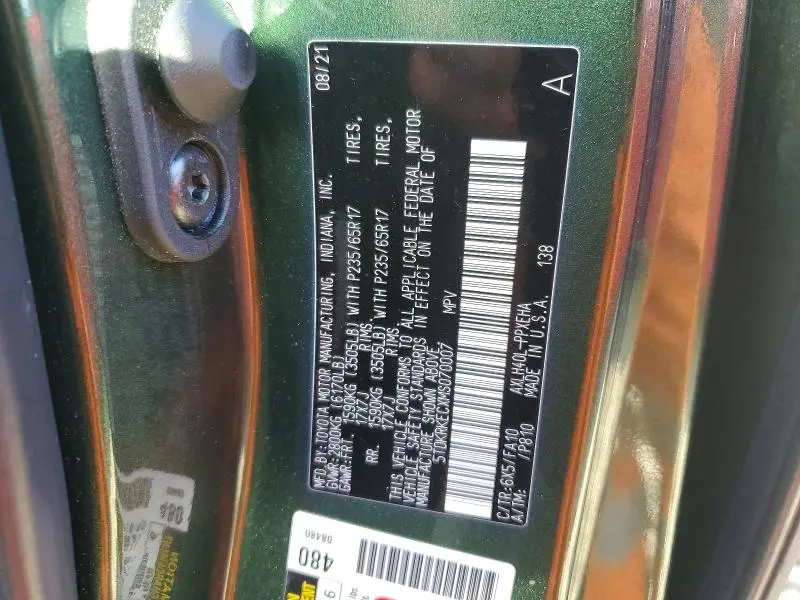 08/21
MFD.BY:TOYOTA MOTOR MANUFACTURING, INDIANA, INC.
GVWR:2800KG (6170LB)
GAWR:FRT. 1590KG (3505LB) WITH P235/65R17 TIRES,
17X7J RIMS,
RR. 1590KG (3505LB) WITH P235/65R17 TIRES,
17X7J RIMS.
THIS VEHICLE CONFORMS TO ALL APPLICABLE FEDERAL MOTOR
VEHICLE SAFETY STANDARDS IN EFFECT ON THE DATE OF
MANUFACTURE SHOWN ABOVE.
5TDKRKEC7MS070007 MPV
C/TR:6X5/FA10 AXLH40L-PPXEHA 138
A/TM: /P810 MADE IN U.S.A.
A
08480
480
6